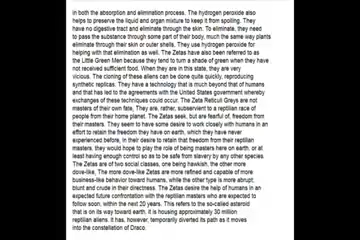 in both the absorption and elimination process. The hydrogen peroxide also
helps to preserve the liquid and organ mixture to keep it from spoiling. They
have no digestive tract and eliminate through the skin. To eliminate, they need
to pass the substance through some part of their body, much the same way plants
eliminate through their skin or outer shells. They use hydrogen peroxide for
helping with that elimination as well. The Zetas have also been referred to as
the Little Green Men because they tend to turn a shade of green when they have
not received sufficient food. When they are in this state, they are very
vicious. The cloning of these aliens can be done quite quickly, reproducing
synthetic replicas. They have a technology that is much beyond that of humans
and that has led to the agreements with the United States government whereby
exchanges of these techniques could occur. The Zeta Reticuli Greys are not
masters of their own fate, They are, rather, subservient to a reptilian race of
people from their home planet. The Zetas seek, but are fearful of, freedom from
their masters. They seem to have some desire to work closely with humans in an
effort to retain the freedom they have on earth, which they have never
experienced before, in their desire to retain that freedom from their reptilian
masters. they would hope to play the role of being masters here on earth, or at
least having enough control so as to be safe from slavery by any other species.
The Zetas are of two social classes, one being hawkish, the other more
dove-like, The more dove-like Zetas are more refined and capable of more
business-like behavior toward humans, while the other type is more abrupt,
blunt and crude in their directness. The Zetas desire the help of humans in an
expected future confrontation with the reptilian masters who are expected to
follow soon, within the next 20 years. This refers to the so-called asteroid
that is on its way toward earth, it is housing approximately 30 million
reptilian aliens. It has, however, temporarily diverted its path as it moves
into the constellation of Draco.